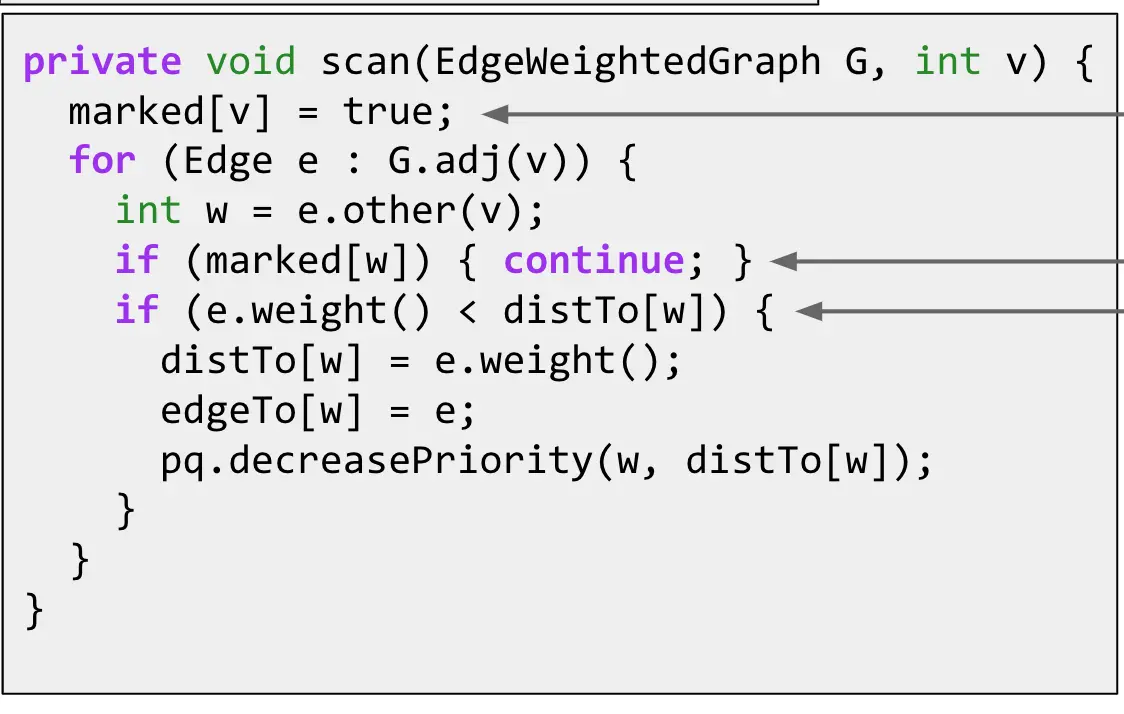 private void scan(EdgeWeightedGraph G, int v) {
  marked[v] = true;
  for (Edge e : G.adj(v)) {
    int w = e.other(v);
    if (marked[w]) { continue; }
    if (e.weight() < distTo[w]) {
      distTo[w] = e.weight();
      edgeTo[w] = e;
      pq.decreasePriority(w, distTo[w]);
    }
  }
}